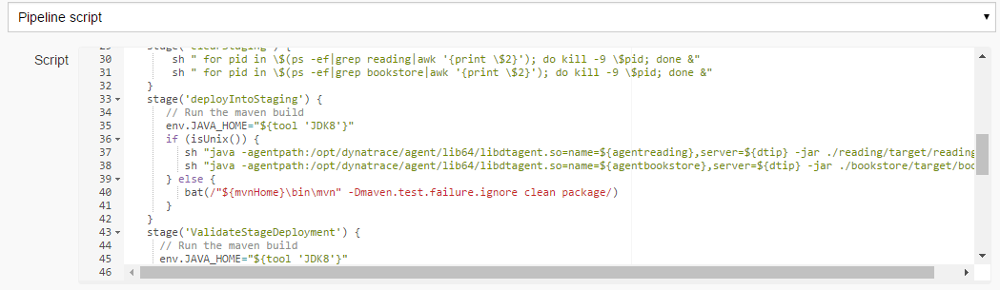 Pipeline script
Script
29 stage('clearStaging') {
30 sh " for pid in \$(ps -ef|grep reading|awk '{print \$2}'); do kill -9 \$pid; done &"
31 sh " for pid in \$(ps -ef|grep bookstore|awk '{print \$2}'); do kill -9 \$pid; done &"
32 }
33 stage('deployIntoStaging') {
34 // Run the maven build
35 env.JAVA_HOME="${tool 'JDK8'}"
36 if (isUnix()) {
37 sh "java -agentpath:/opt/dynatrace/agent/lib64/libdtagent.so=name=${agentreading},server=${dtip} -jar ./reading/target/reading
38 sh "java -agentpath:/opt/dynatrace/agent/lib64/libdtagent.so=name=${agentbookstore},server=${dtip} -jar ./bookstore/target/boo
39 } else {
40 bat(/"${mvnHome}\bin\mvn" -Dmaven.test.failure.ignore clean package/)
41 }
42 }
43 stage('ValidateStageDeployment') {
44 // Run the maven build
45 env.JAVA_HOME="${tool 'JDK8'}"
46